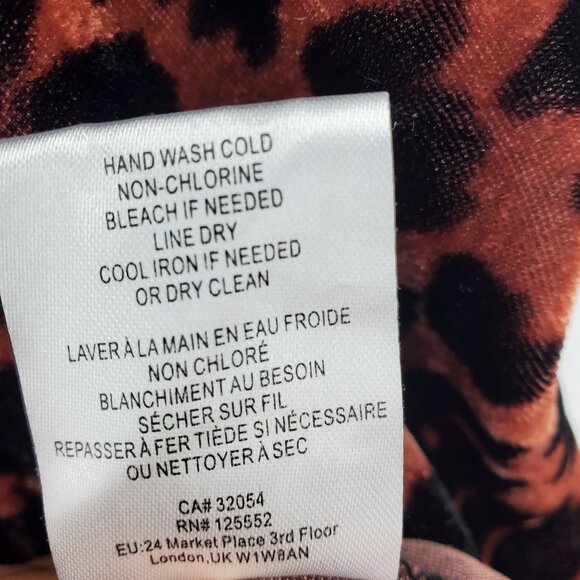 HAND WASH COLD
NON-CHLORINE
BLEACH IF NEEDED
LINE DRY
COOL IRON IF NEEDED
OR DRY CLEAN
LAVER À LA MAIN EN EAU FROIDE
NON CHLORÉ
BLANCHIMENT AU BESOIN
SÉCHER SUR FIL
REPASSER À FER TIÈDE SI NÉCESSAIRE
OU NETTOYER À SEC
CA# 32054
RN# 125552
EU:24 Market Place 3rd Floor
London,UK W1W8AN